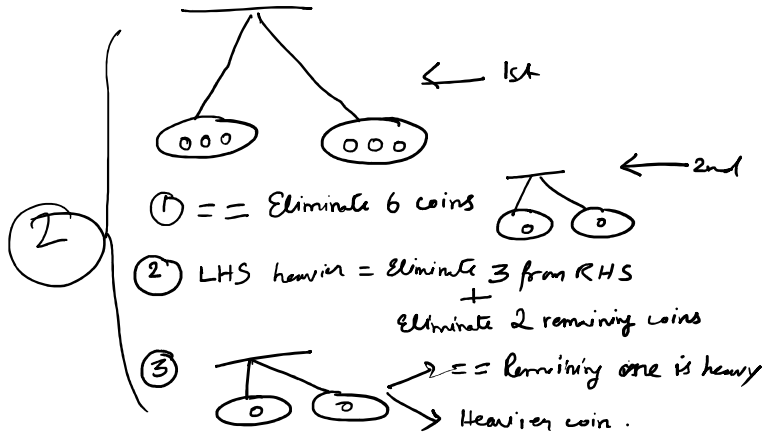 ← 1st
← 2nd
① == Eliminate 6 coins
2
② LHS heavier = Eliminate 3 from RHS
+
Eliminate 2 remaining coins
③
== Remaining one is heavy
Heavier coin.